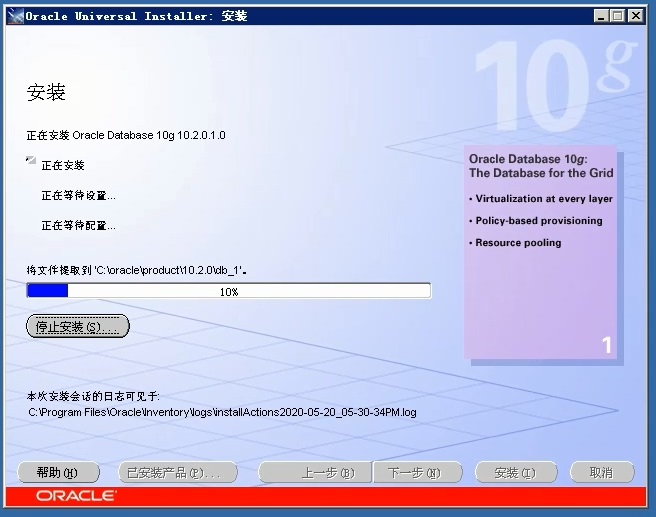 Oracle Universal Installer: 安装
10g
安装
正在安装 Oracle Database 10g 10.2.0.1.0
正在安装
正在等待设置...
正在等待配置...
将文件提取到 'C:\oracle\product\10.2.0\db_1'。
10%
停止安装(S)...
Oracle Database 10g:
The Database for the Grid
• Virtualization at every layer
• Policy-based provisioning
• Resource pooling
1
本次安装会话的日志可见于:
C:\Program Files\Oracle\Inventory\logs\installActions2020-05-20_05-30-34PM.log
帮助(H) 已安装产品(P)... 上一步(B) 下一步(N) 安装(I) 取消
ORACLE